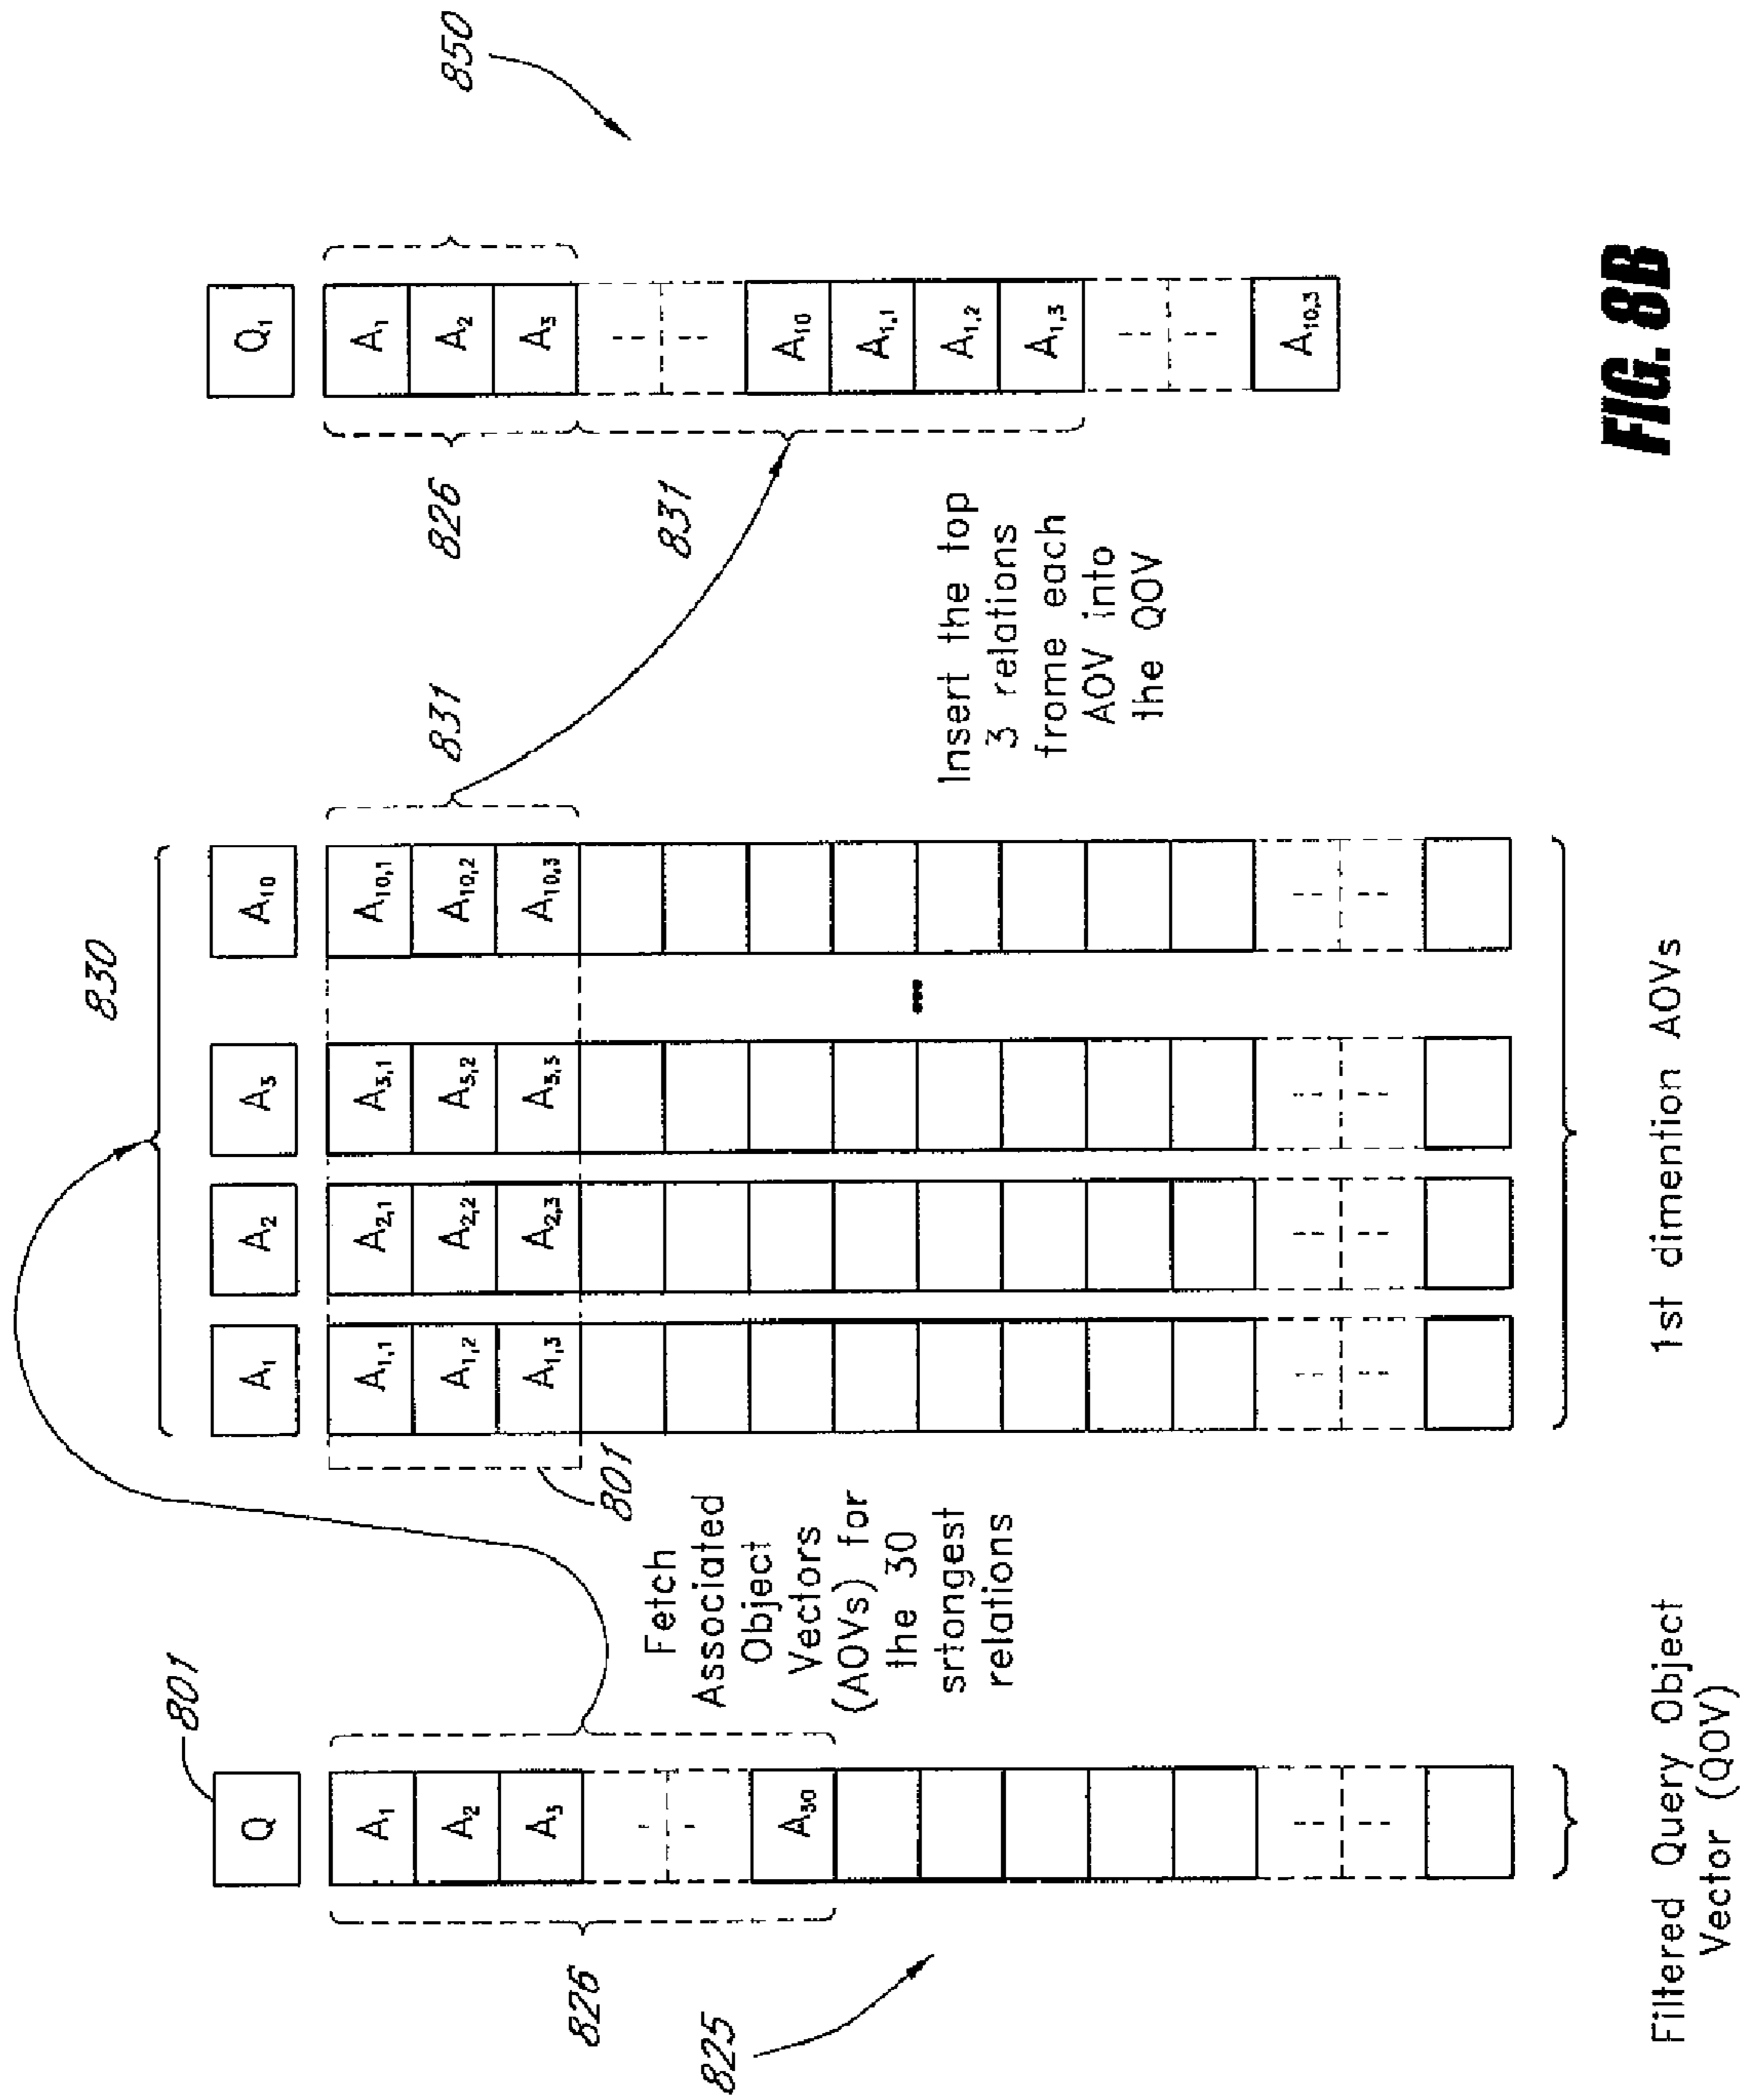 801
Q
A1
A2
A3
A30
826
825
Filtered Query Object
Vector (QOV)
Fetch
Associated
Object
Vectors
(AOVs) for
the 30
srtongest
relations
830
A1
A2
A3
A10
A1,1
A2,1
A3,1
A10,1
A1,2
A2,2
A3,2
A10,2
A1,3
A2,3
A3,3
A10,3
801
831
1st dimention AOVs
Insert the top
3 relations
frome each
AOV into
the QOV
826
831
Q1
A1
A2
A3
A10
A1,1
A1,2
A1,3
A10,3
850
FIG. 8B